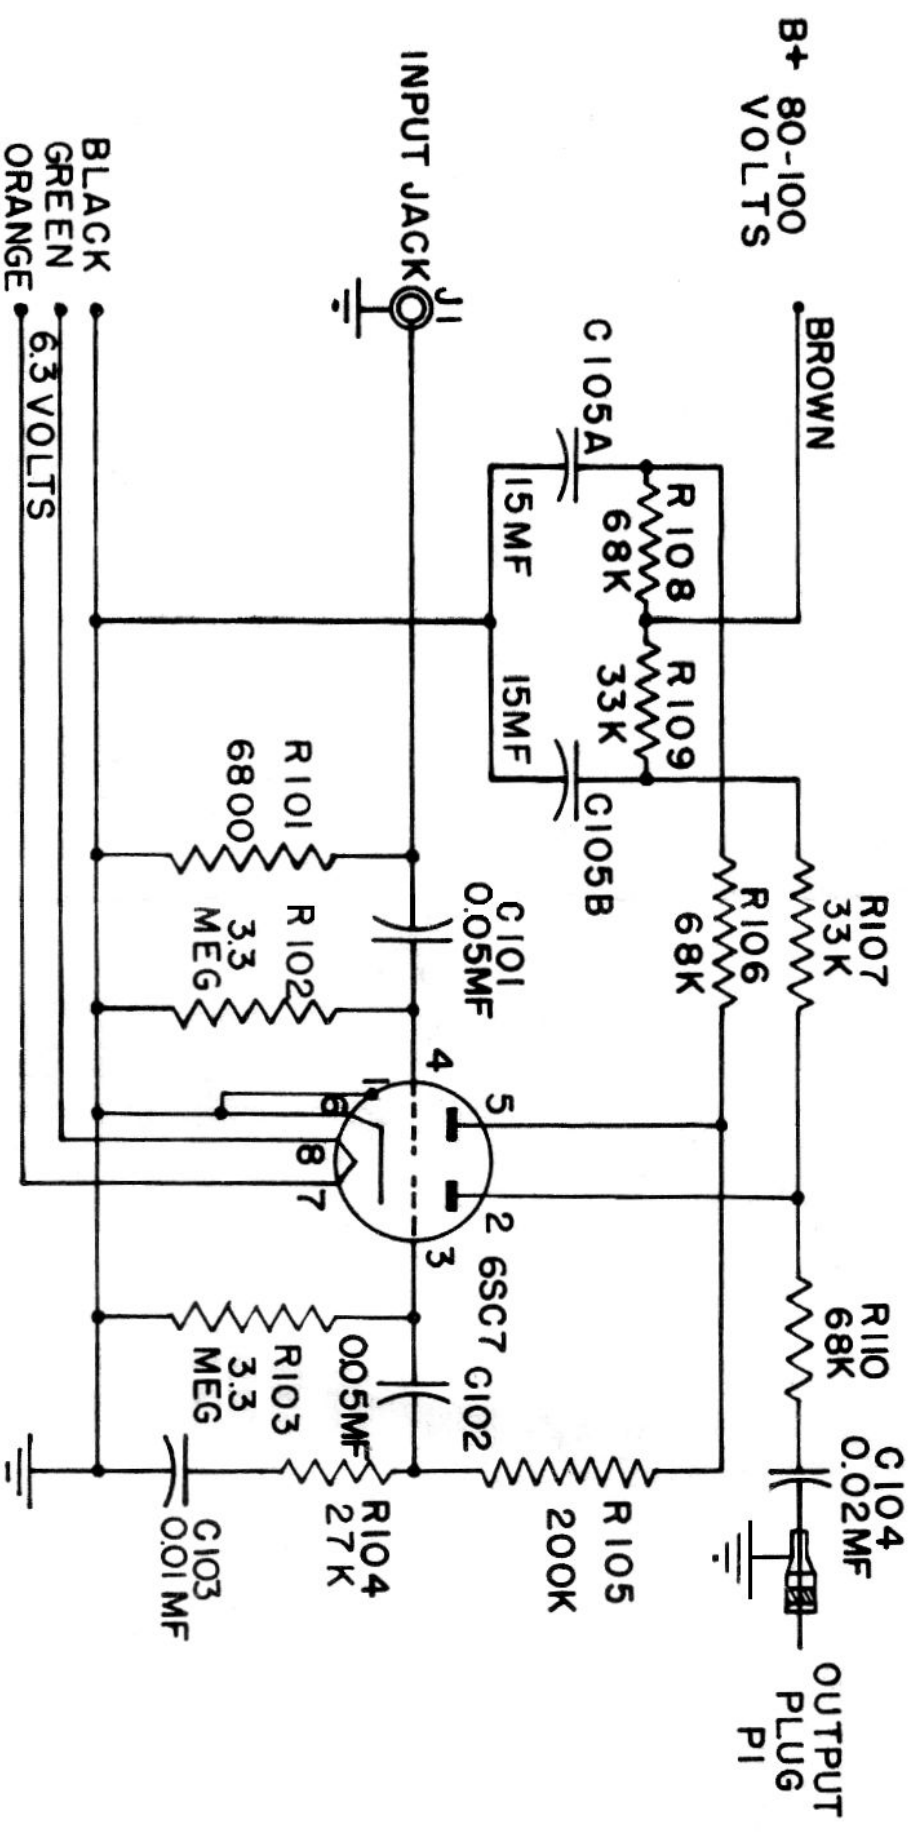 B+ 80-100
VOLTS
BROWN
R107
33K
R110
68K
C104
0.02MF
OUTPUT
PLUG
P1
R106
68K
R108
68K
R109
33K
C105A
C105B
15MF
15MF
R105
200K
INPUT JACK
J1
C101
0.05MF
4
5
2
3
6SC7
C102
0.05MF
1
6
8
7
R101
6800
R102
3.3
MEG
R103
3.3
MEG
R104
27K
C103
0.01MF
BLACK
GREEN
ORANGE
6.3 VOLTS